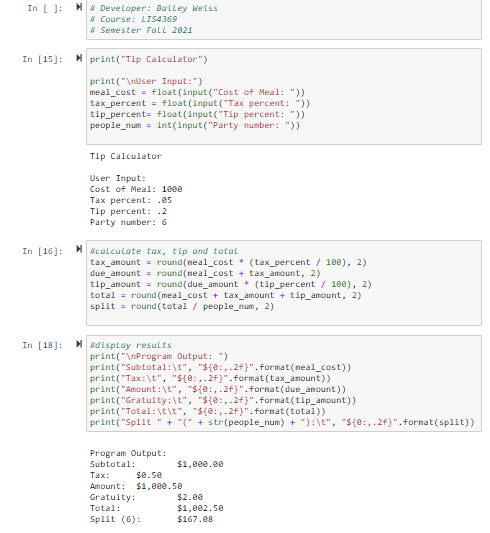 In [ ]: # Developer: Bailey Weiss
# Course: LIS4369
# Semester Fall 2021
In [15]: print("Tip Calculator")
print("\nUser Input:")
meal_cost = float(input("Cost of Meal: "))
tax_percent = float(input("Tax percent: "))
tip_percent= float(input("Tip percent: "))
people_num = int(input("Party number: "))
Tip Calculator
User Input:
Cost of Meal: 1000
Tax percent: .05
Tip percent: .2
Party number: 6
In [16]: #calculate tax, tip and total
tax_amount = round(meal_cost * (tax_percent / 100), 2)
due_amount = round(meal_cost + tax_amount, 2)
tip_amount = round(due_amount * (tip_percent / 100), 2)
total = round(meal_cost + tax_amount + tip_amount, 2)
split = round(total / people_num, 2)
In [18]: #display results
print("\nProgram Output: ")
print("Subtotal:\t", "${0:,.2f}".format(meal_cost))
print("Tax:\t", "${0:,.2f}".format(tax_amount))
print("Amount:\t", "${0:,.2f}".format(due_amount))
print("Gratuity:\t", "${0:,.2f}".format(tip_amount))
print("Total:\t\t", "${0:,.2f}".format(total))
print("Split " + "(" + str(people_num) + "):\t", "${0:,.2f}".format(split))
Program Output:
Subtotal: $1,000.00
Tax: $0.50
Amount: $1,000.50
Gratuity: $2.00
Total: $1,002.50
Split (6): $167.08